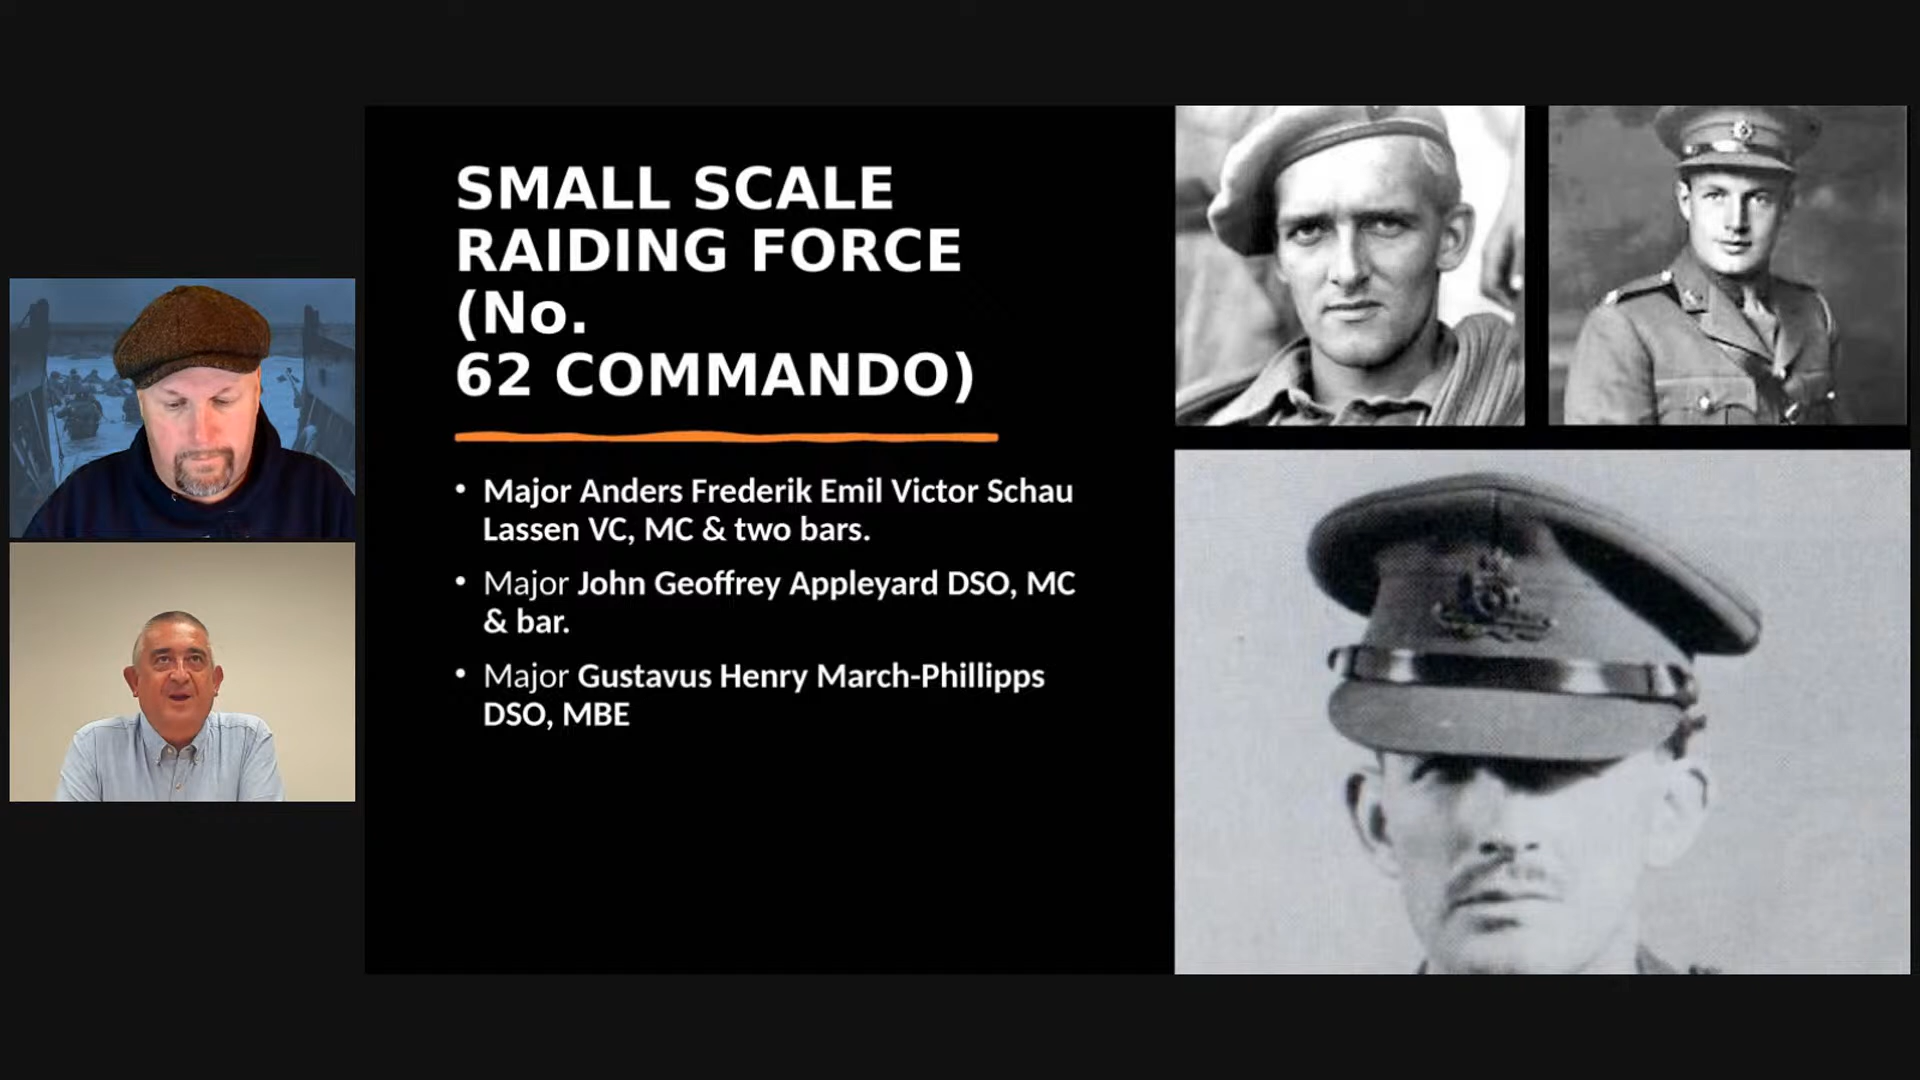 SMALL SCALE
RAIDING FORCE
(No.
62 COMMANDO)
• Major Anders Frederik Emil Victor Schau
Lassen VC, MC & two bars.
• Major John Geoffrey Appleyard DSO, MC
& bar.
• Major Gustavus Henry March-Phillipps
DSO, MBE